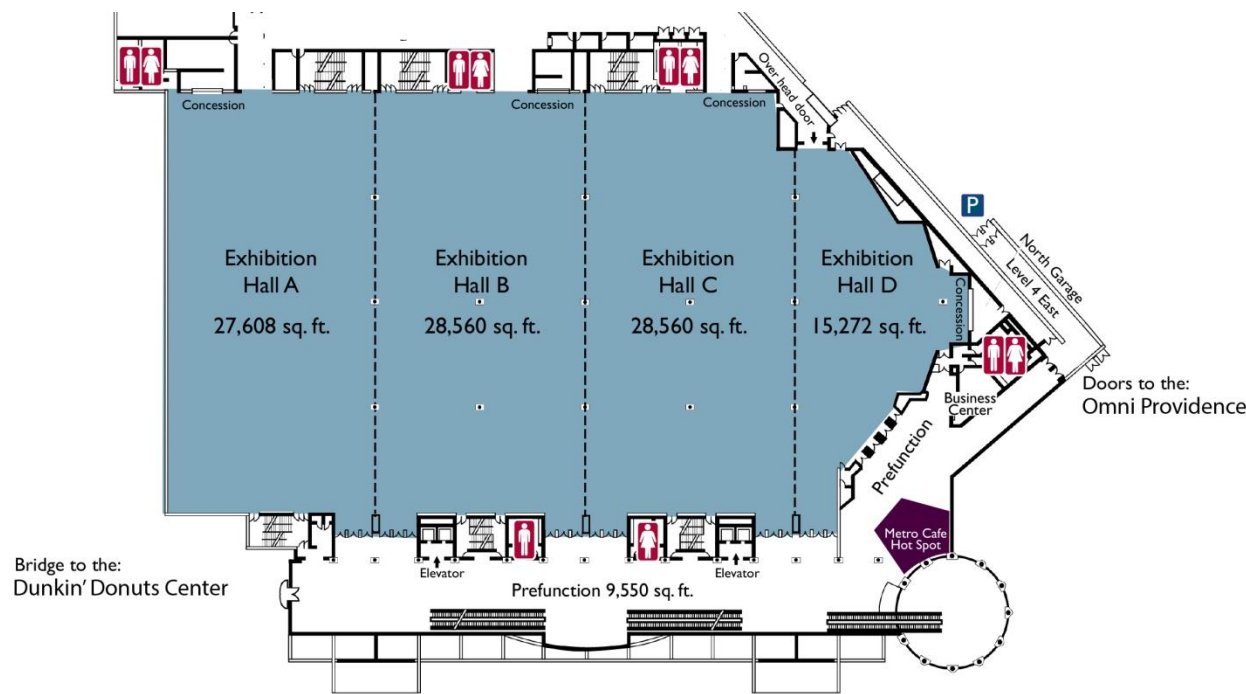 Concession
Concession
Concession
Over head door
P
North Garage
Level 4 East
Exhibition
Hall A
27,608 sq. ft.
Exhibition
Hall B
28,560 sq. ft.
Exhibition
Hall C
28,560 sq. ft.
Exhibition
Hall D
15,272 sq. ft.
Concession
Business
Center
Doors to the:
Omni Providence
Prefunction
Metro Cafe
Hot Spot
Bridge to the:
Dunkin' Donuts Center
Elevator
Elevator
Prefunction 9,550 sq. ft.